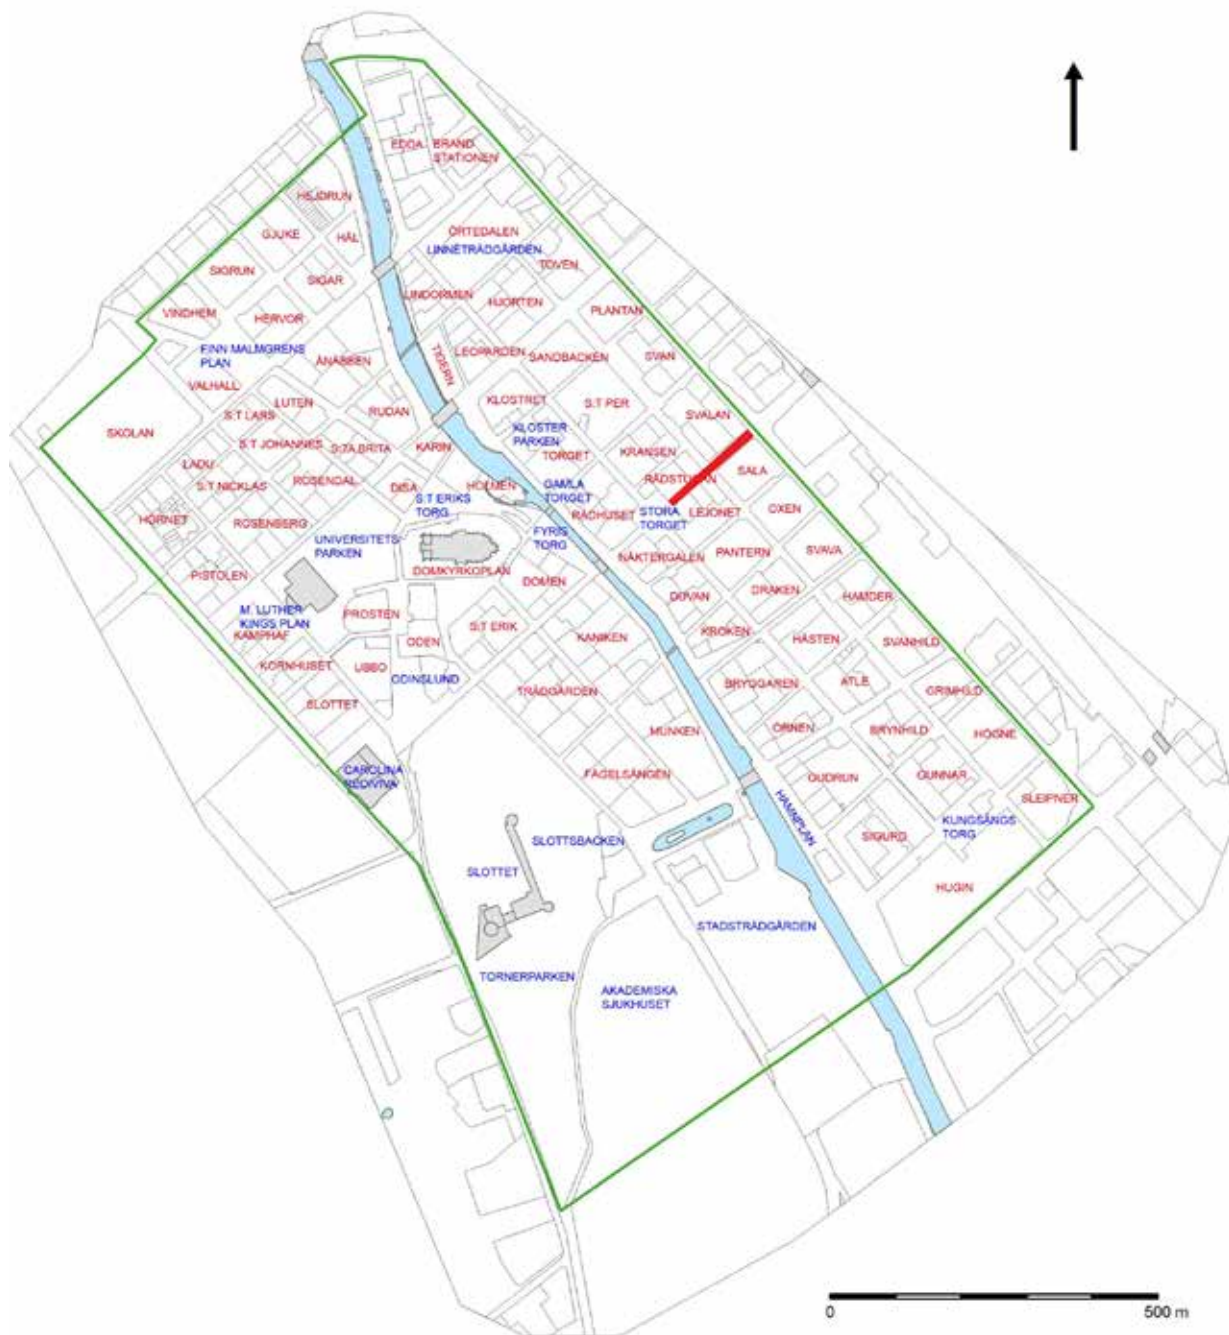 EDDA
BRAND
STATIONEN
HEJDRUN
GJUKE
HÅL
ÖRTEDALEN
LINNÉTRÄDGÅRDEN
TOVEN
SIGRUN
SIGAR
LINDORMEN
HJORTEN
VINDHEM
HERVOR
PLANTAN
FINN MALMGRENS
PLAN
ÅNABBEN
TIGERN
LEOPARDEN
SANDBACKEN
SVAN
VALHALL
S:T LARS
LUTEN
RUDAN
KLOSTRET
S:T PER
SVALAN
SKOLAN
S:T JOHANNES
S:TA BRITA
KARIN
KLOSTER
PARKEN
TORGET
KRANSEN
LADU
S:T NICKLAS
ROSENDAL
DISA
HOLMEN
GAMLA
TORGET
RÅDSTUGAN
SALA
S:T ERIKS
TORG
RÅDHUSET
STORA
TORGET
LEJONET
OXEN
HORNET
ROSENBERG
UNIVERSITETS
PARKEN
FYRIS
TORG
NÄKTERGALEN
PANTERN
SVAVA
PISTOLEN
DOMKYRKOPLAN
DOMEN
DUVAN
DRAKEN
HAMDER
M. LUTHER
KINGS PLAN
PROSTEN
KAMPHAF
ODEN
S:T ERIK
KANIKEN
KROKEN
HÄSTEN
SVANHILD
KORNHUSET
UBBO
ODINSLUND
TRÄDGÅRDEN
BRYGGAREN
ATLE
GRIMHILD
SLOTTET
MUNKEN
ÖRNEN
BRYNHILD
HÖGNE
CAROLINA
REDIVIVA
FÅGELSÅNGEN
GUDRUN
GUNNAR
SLEIPNER
HAMNPLAN
KUNGSÄNGS
TORG
SLOTTSBACKEN
SIGURD
SLOTTET
HUGIN
STADSTRÄDGÅRDEN
TORNERPARKEN
AKADEMISKA
SJUKHUSET
0 500 m